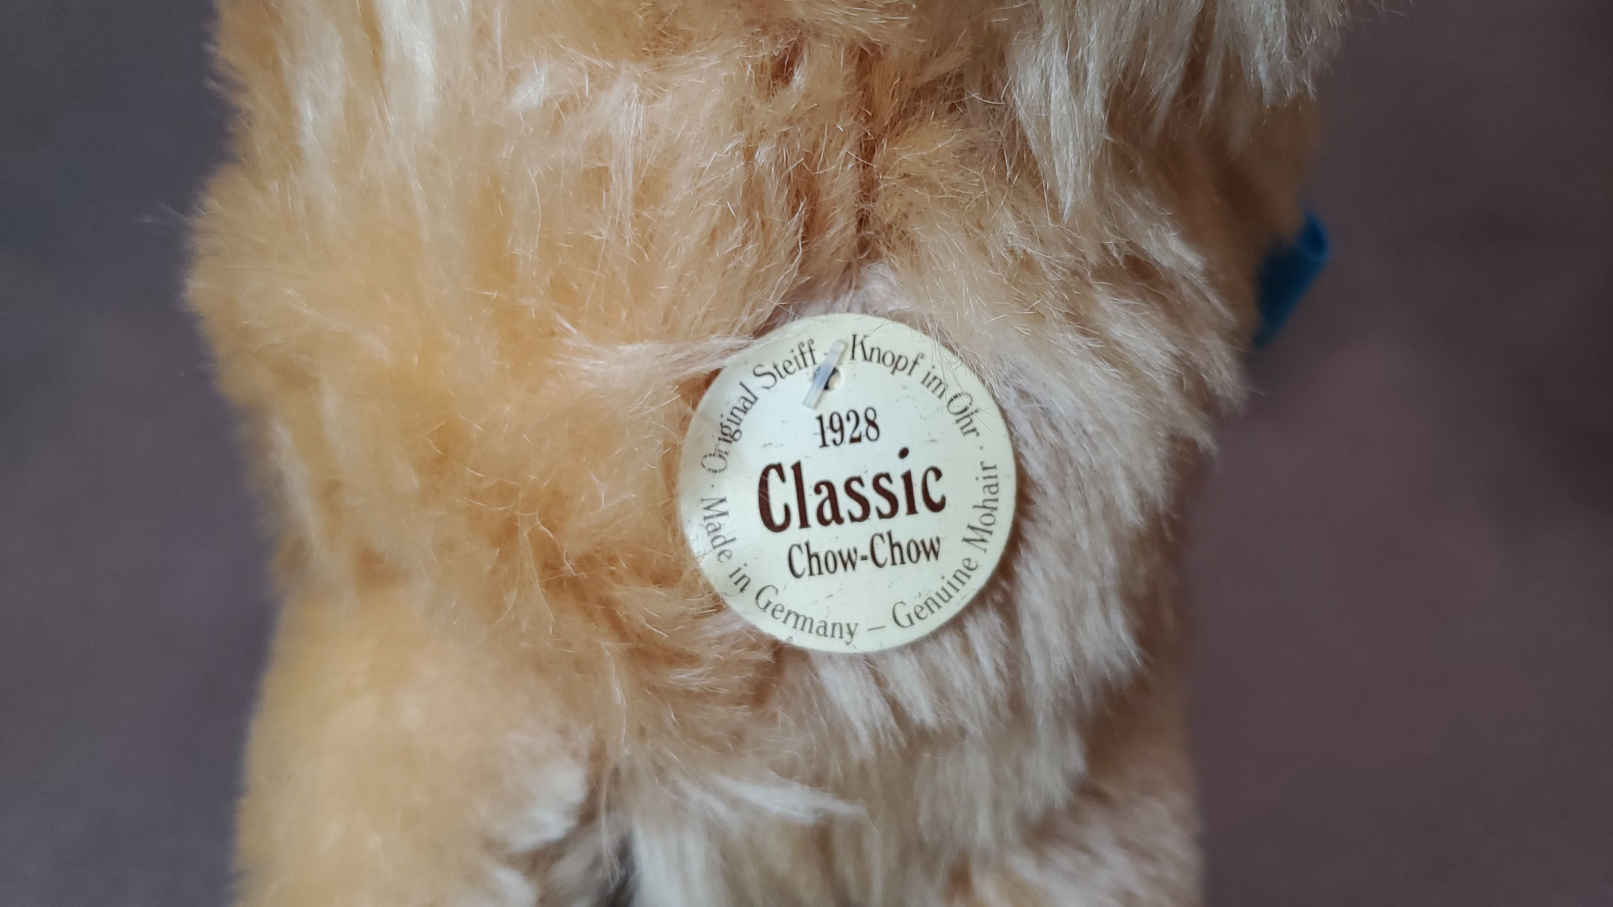 Original Steiff - Knopf im Ohr ·
1928
Classic
Chow-Chow
· Made in Germany – Genuine Mohair ·